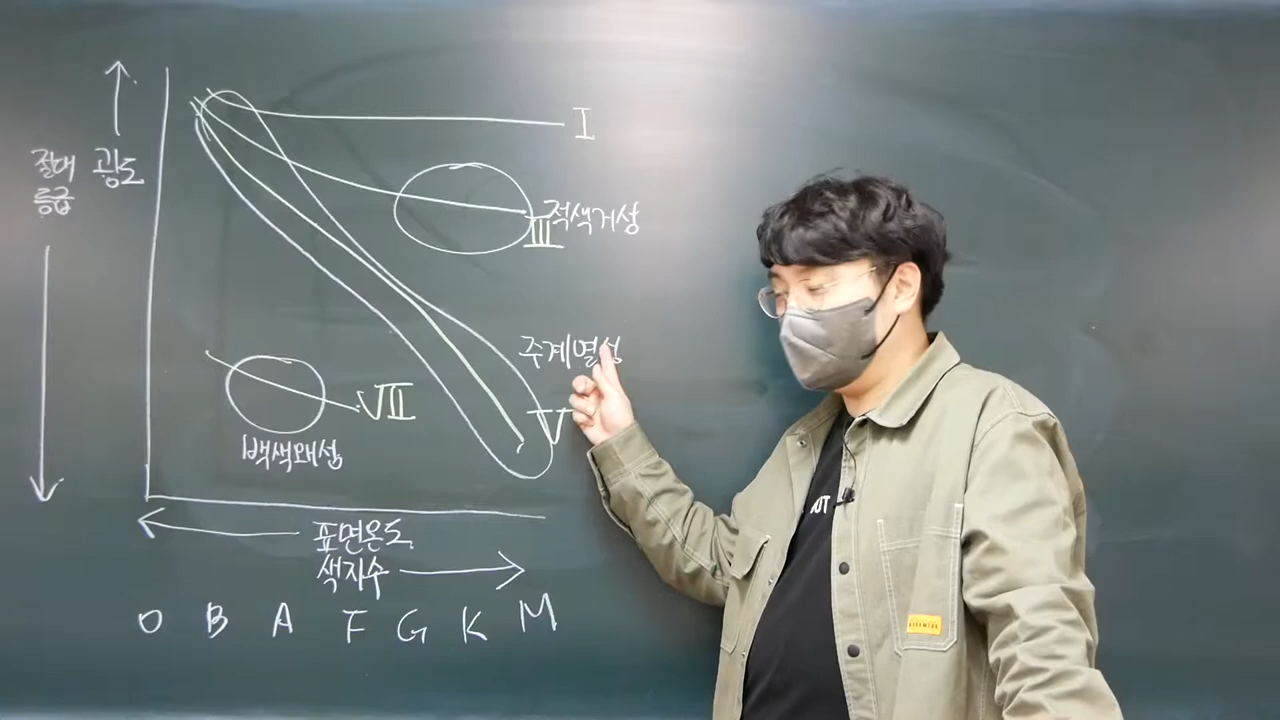 I
절대 광도
등급
적색거성
III
주계열성
V
VII
백색왜성
표면온도
색지수
O B A F G K M